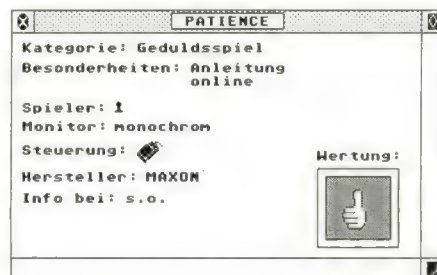 PATIENCE
Kategorie: Geduldsspiel
Besonderheiten: Anleitung
online
Spieler: 1
Monitor: monochrom
Steuerung:
Wertung:
Hersteller: MAXON
Info bei: s.o.